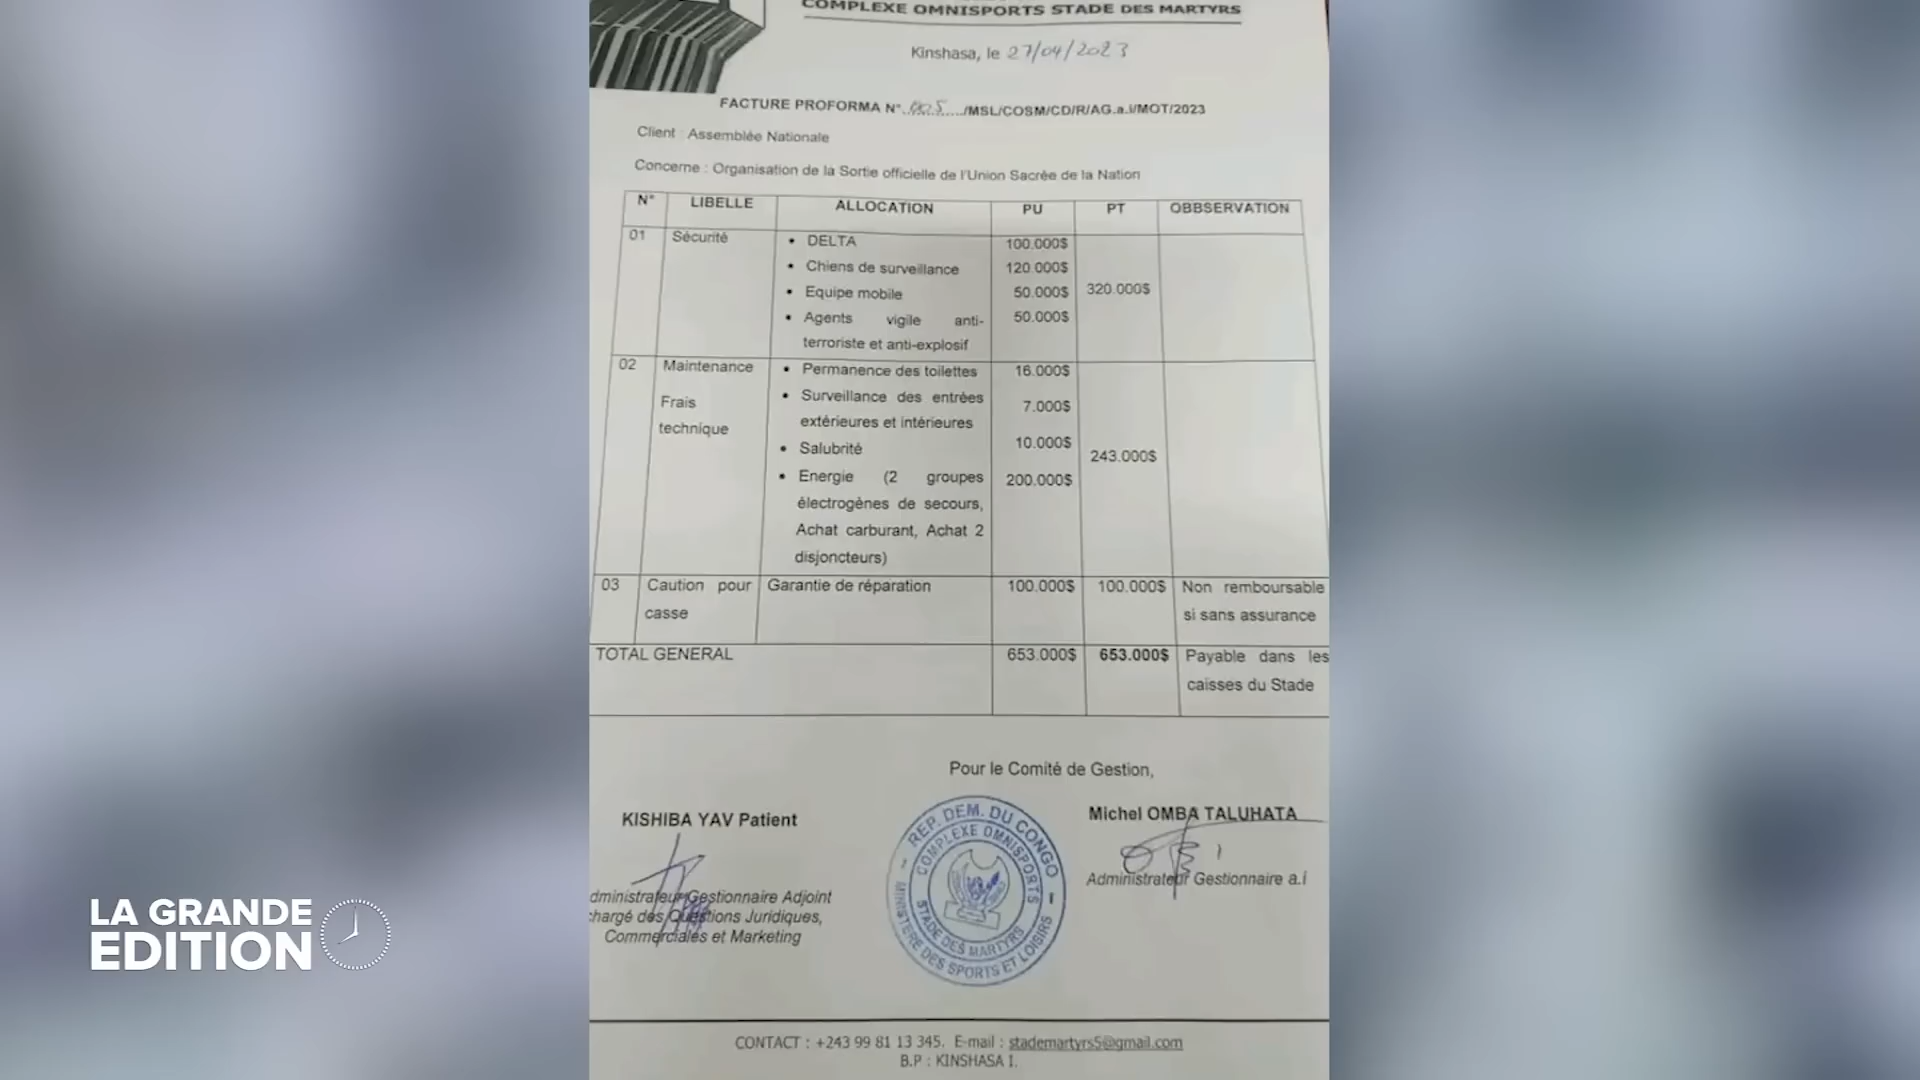 COMPLEXE OMNISPORTS STADE DES MARTYRS
Kinshasa, le 27/04/2023
FACTURE PROFORMA N°..005..../MSL/COSM/CD/R/AG.a.i/MOT/2023
Client : Assemblée Nationale
Concerne : Organisation de la Sortie officielle de l'Union Sacrée de la Nation
N° LIBELLE ALLOCATION PU PT OBBSERVATION
01 Sécurité • DELTA 100.000$
• Chiens de surveillance 120.000$
320.000$
• Equipe mobile 50.000$
• Agents vigile anti- 50.000$
terroriste et anti-explosif
02 Maintenance • Permanence des toilettes 16.000$
Frais • Surveillance des entrées 7.000$
technique extérieures et intérieures
• Salubrité 10.000$
243.000$
• Energie (2 groupes 200.000$
électrogènes de secours,
Achat carburant, Achat 2
disjoncteurs)
03 Caution pour Garantie de réparation 100.000$ 100.000$ Non remboursable
casse si sans assurance
TOTAL GENERAL 653.000$ 653.000$ Payable dans les
caisses du Stade
Pour le Comité de Gestion,
KISHIBA YAV Patient
dministrateur Gestionnaire Adjoint
chargé des Questions Juridiques,
Commerciales et Marketing
Michel OMBA TALUHATA
Administrateur Gestionnaire a.i
REP. DEM. DU CONGO
COMPLEXE OMNISPORTS
STADE DES MARTYRS
MINISTERE DES SPORTS ET LOISIRS
CONTACT : +243 99 81 13 345. E-mail : stademartyrs5@gmail.com
B.P : KINSHASA I.
LA GRANDE
EDITION